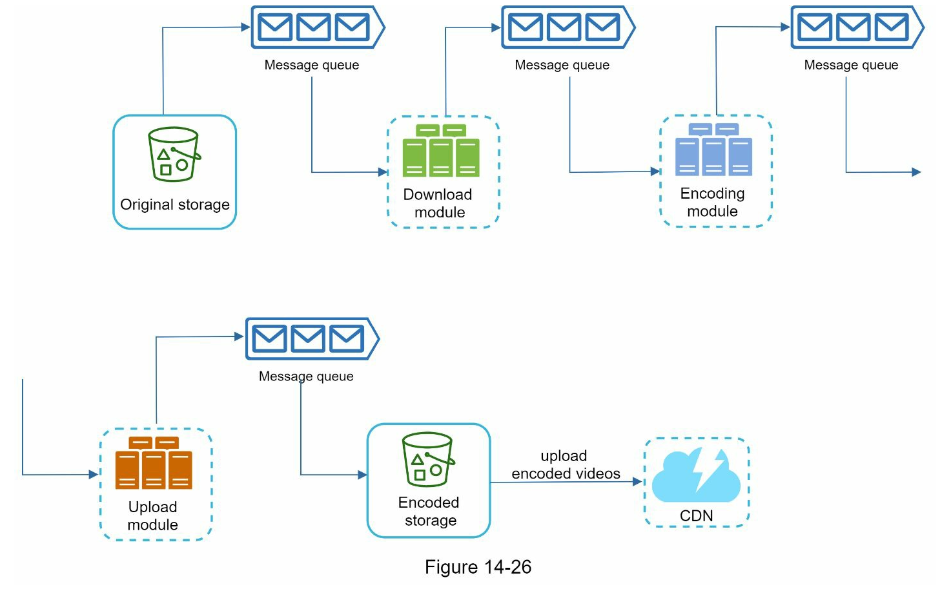 Message queue
Message queue
Message queue
Original storage
Download
module
Encoding
module
Message queue
Upload
module
Encoded
storage
upload
encoded videos
CDN
Figure 14-26